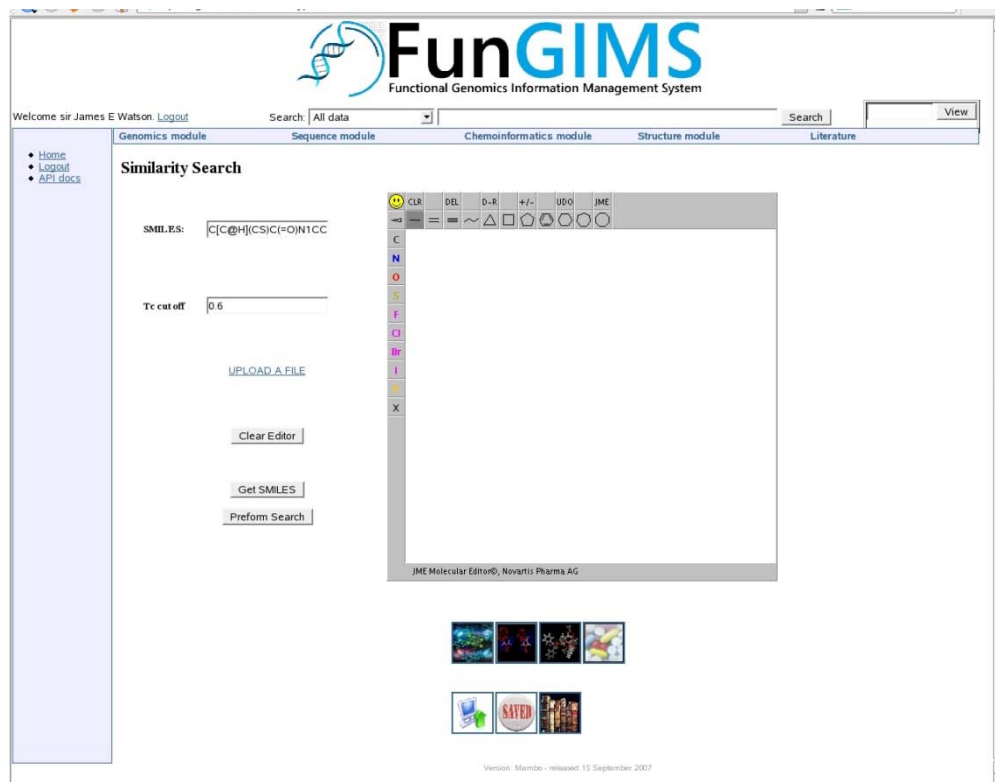 FunGIMS
Functional Genomics Information Management System
Welcome sir James E Watson. Logout Search: All data Search View
Genomics module Sequence module Chemoinformatics module Structure module Literature
Home
Logout
API docs
Similarity Search
CLR DEL D-R +/- UDO JME
SMILES: C[C@H](CS)C(=O)N1CC
C
N
O
S
F
Cl
Br
I
X
Tc cut off 0.6
UPLOAD A FILE
Clear Editor
Get SMILES
Preform Search
JME Molecular Editor©, Novartis Pharma AG
SAVED
Version: Mambo - released 15 September 2007